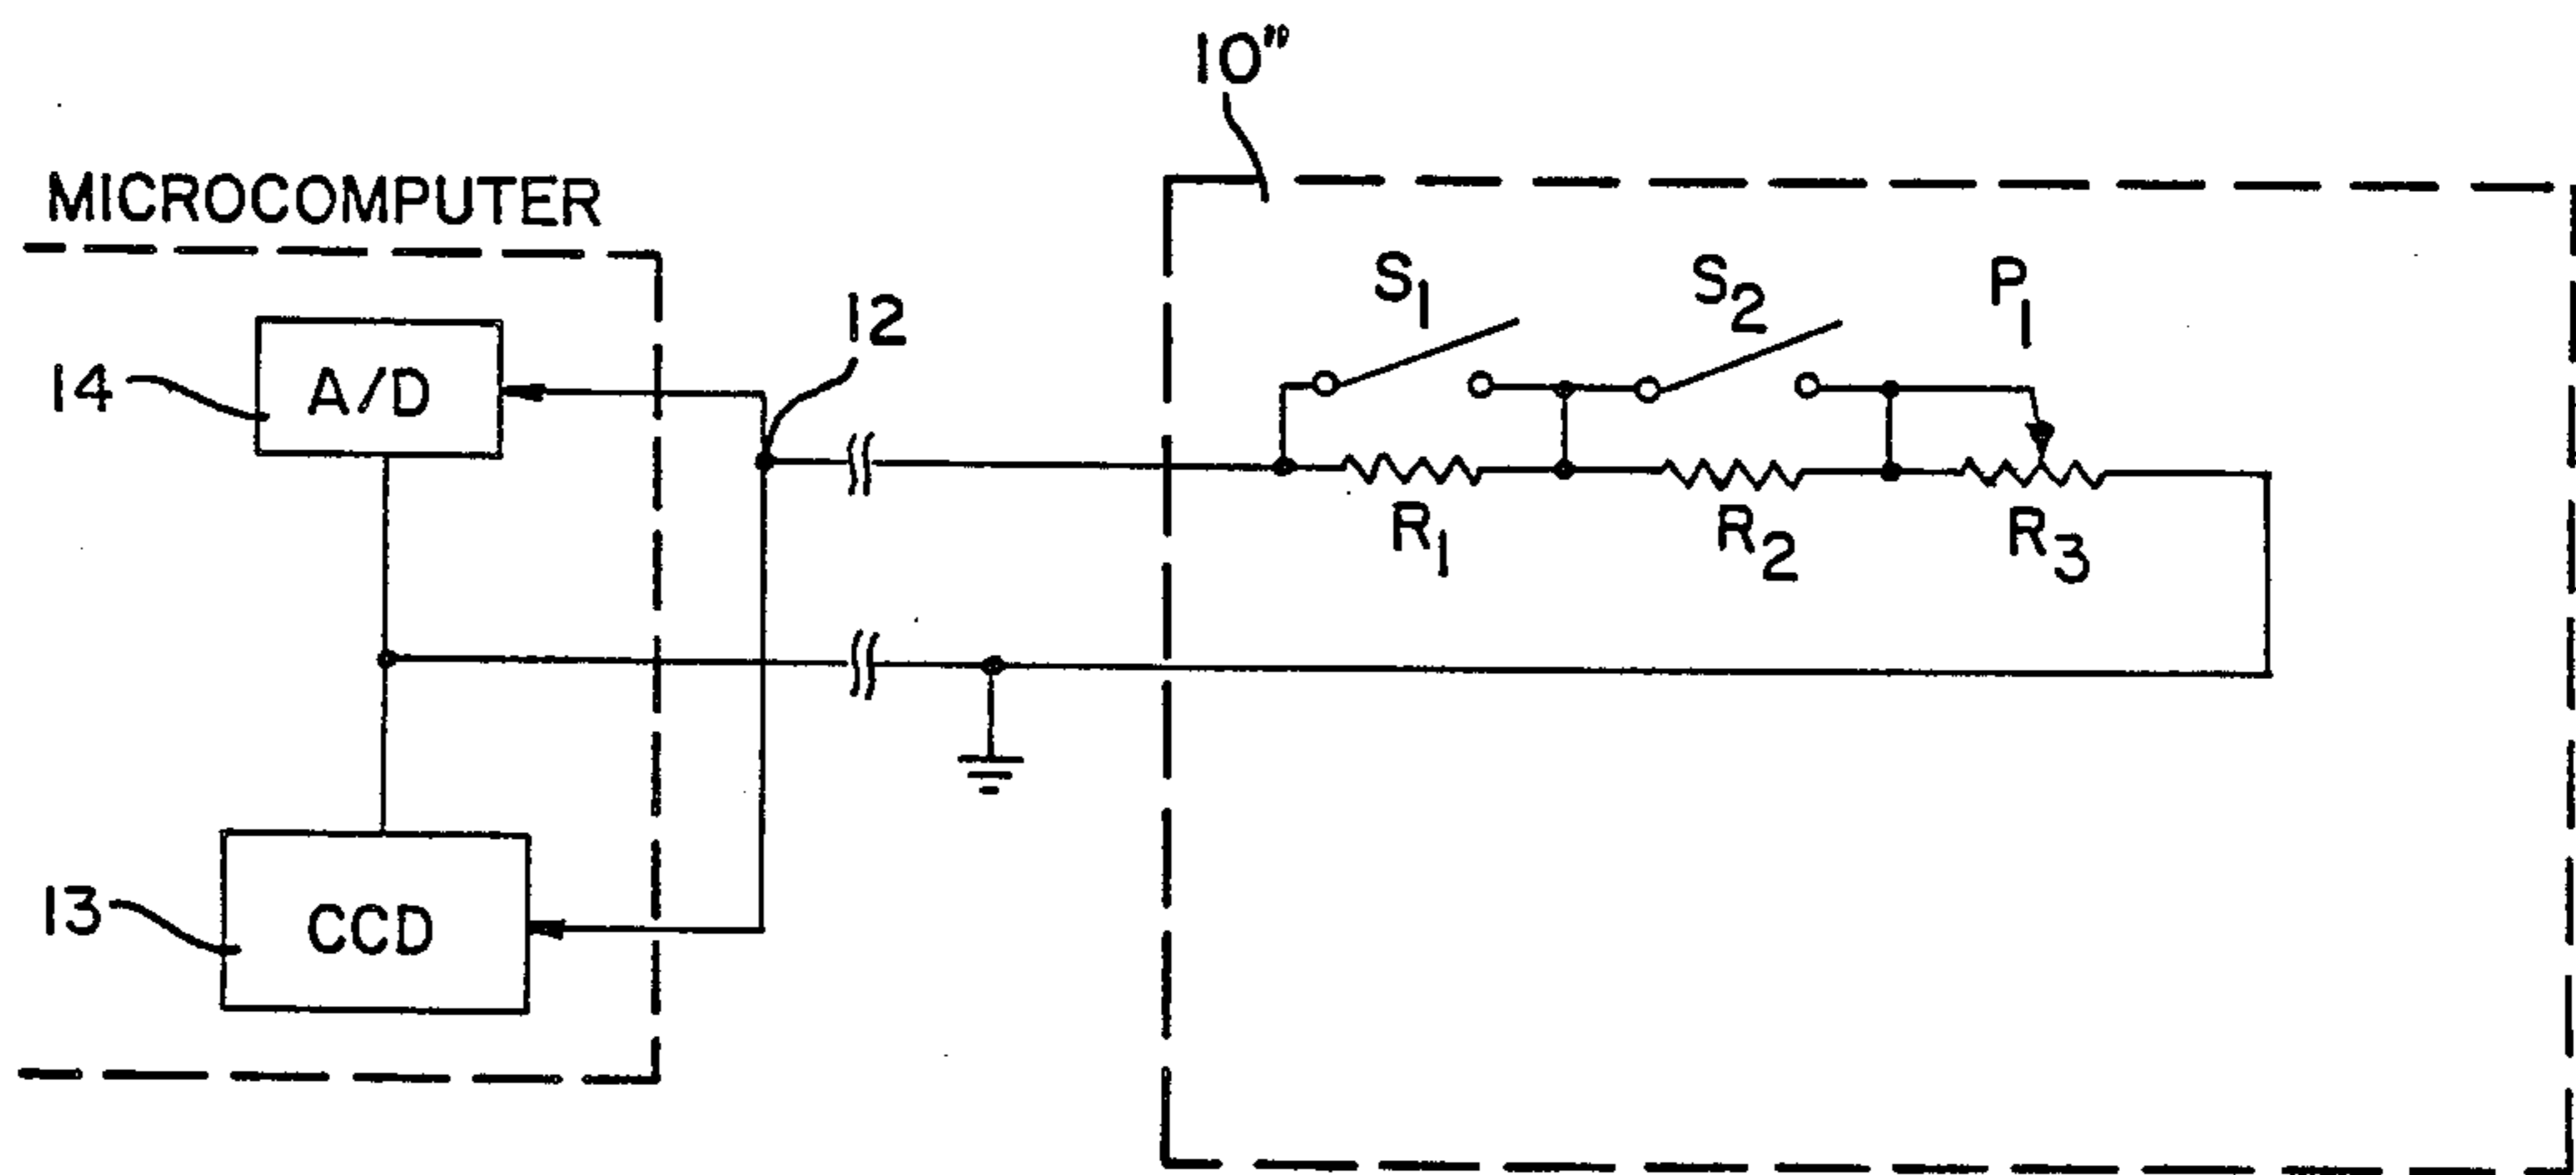 10"
MICROCOMPUTER
S1 S2 P1
12
14 A/D
R1 R2 R3
13 CCD